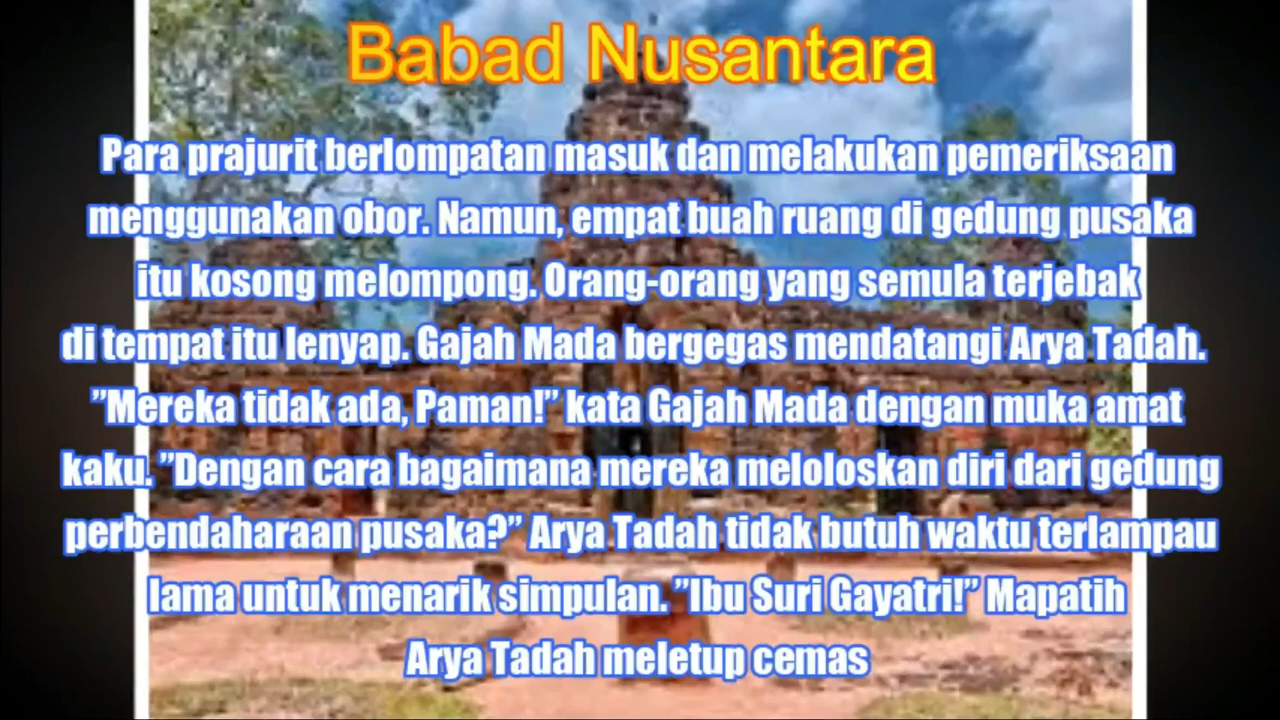 Babad Nusantara
Para prajurit berlompatan masuk dan melakukan pemeriksaan
menggunakan obor. Namun, empat buah ruang di gedung pusaka
itu kosong melompong. Orang-orang yang semula terjebak
di tempat itu lenyap. Gajah Mada bergegas mendatangi Arya Tadah.
”Mereka tidak ada, Paman!” kata Gajah Mada dengan muka amat
kaku. ”Dengan cara bagaimana mereka meloloskan diri dari gedung
perbendaharaan pusaka?” Arya Tadah tidak butuh waktu terlampau
lama untuk menarik simpulan. ”Ibu Suri Gayatri!” Mapatih
Arya Tadah meletup cemas